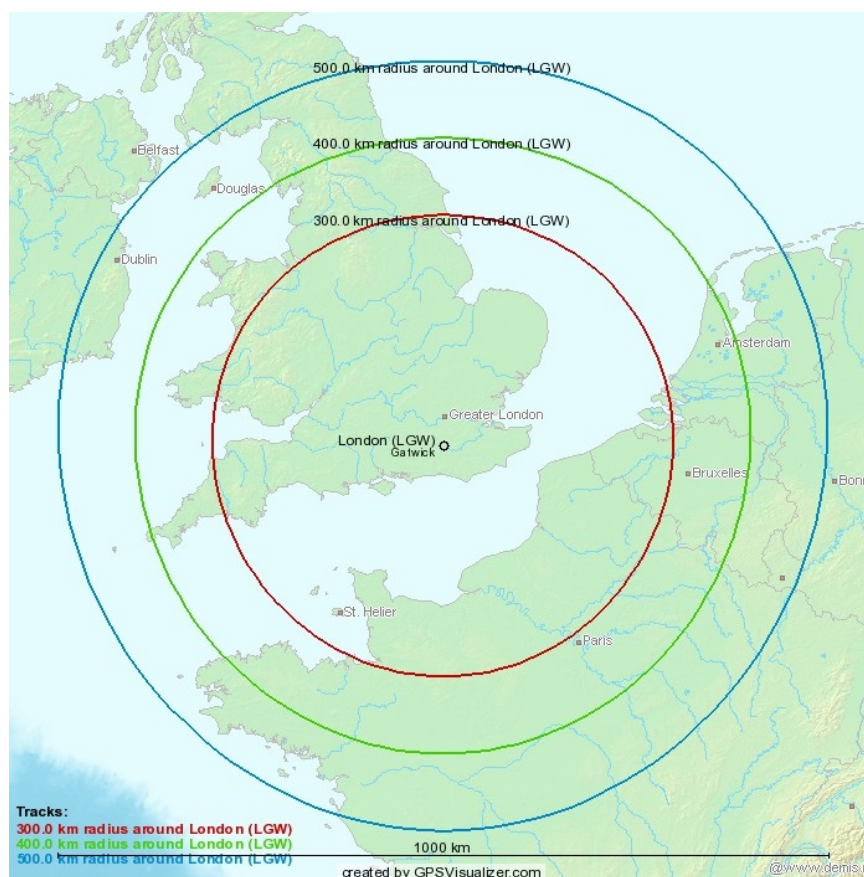 500.0 km radius around London (LGW)
400.0 km radius around London (LGW)
Belfast
Douglas
300.0 km radius around London (LGW)
Dublin
Amsterdam
Greater London
London (LGW)
Gatwick
Bruxelles
Bonn
St. Helier
Paris
Tracks:
300.0 km radius around London (LGW)
400.0 km radius around London (LGW)
500.0 km radius around London (LGW)
1000 km
created by GPSVisualizer.com
@www.demis.